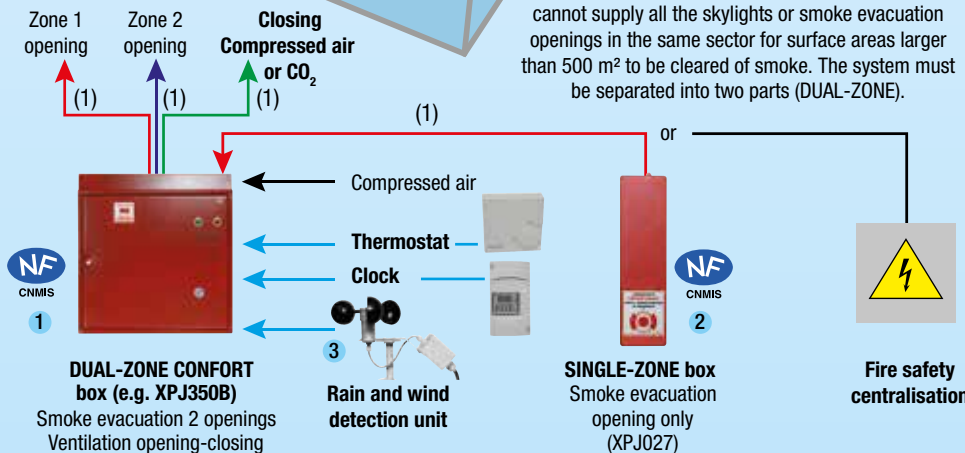 cannot supply all the skylights or smoke evacuation
openings in the same sector for surface areas larger
than 500 m² to be cleared of smoke. The system must
be separated into two parts (DUAL-ZONE).
Zone 1
opening
Zone 2
opening
Closing
Compressed air
or CO₂
(1)
(1)
(1)
(1)
or
Compressed air
Thermostat
Clock
NF
CNMIS
1
3
NF
CNMIS
2
DUAL-ZONE CONFORT
box (e.g. XPJ350B)
Smoke evacuation 2 openings
Ventilation opening-closing
Rain and wind
detection unit
SINGLE-ZONE box
Smoke evacuation
opening only
(XPJ027)
Fire safety
centralisation